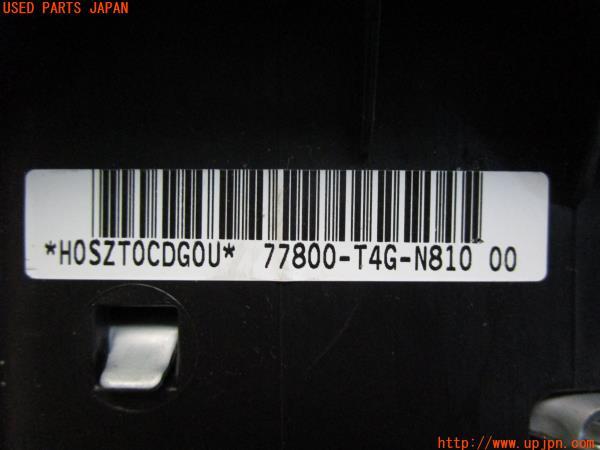 USED PARTS JAPAN
*H0SZT0CDG0U* 77800-T4G-N810 00
http://www.upjpn.com